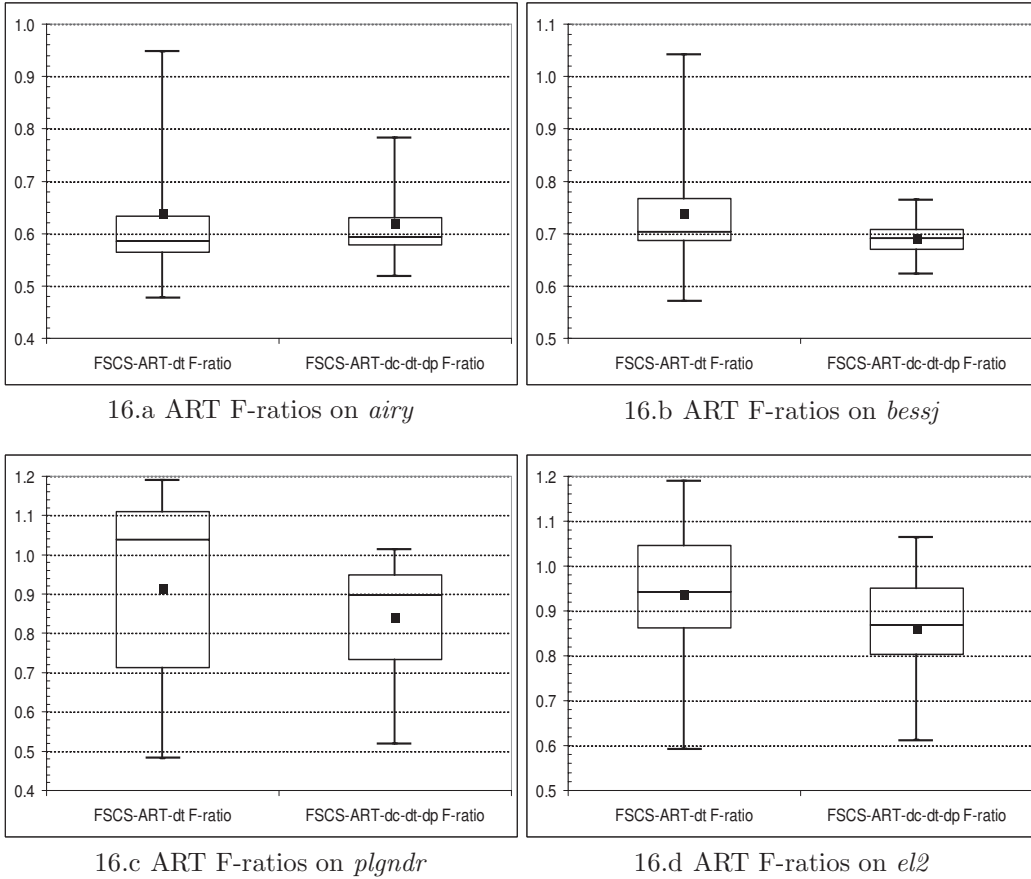 1.0
0.9
0.8
0.7
0.6
0.5
0.4
FSCS-ART-dt F-ratio
FSCS-ART-dc-dt-dp F-ratio
16.a ART F-ratios on airy
1.1
1.0
0.9
0.8
0.7
0.6
0.5
FSCS-ART-dt F-ratio
FSCS-ART-dc-dt-dp F-ratio
16.b ART F-ratios on bessj
1.2
1.1
1.0
0.9
0.8
0.7
0.6
0.5
0.4
FSCS-ART-dt F-ratio
FSCS-ART-dc-dt-dp F-ratio
16.c ART F-ratios on plgndr
1.2
1.1
1.0
0.9
0.8
0.7
0.6
0.5
FSCS-ART-dt F-ratio
FSCS-ART-dc-dt-dp F-ratio
16.d ART F-ratios on el2